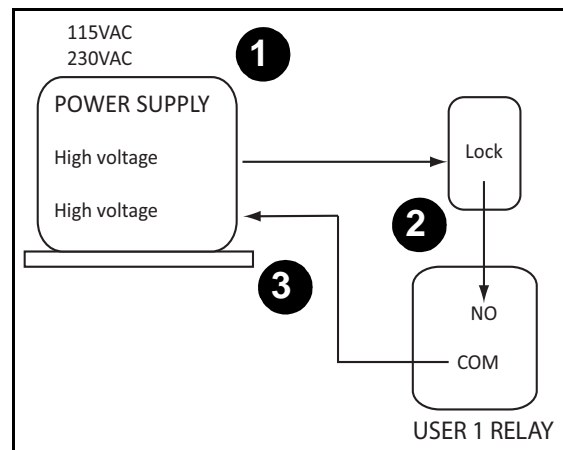 115VAC
230VAC
1
POWER SUPPLY
High voltage
Lock
High voltage
2
3
NO
COM
USER 1 RELAY